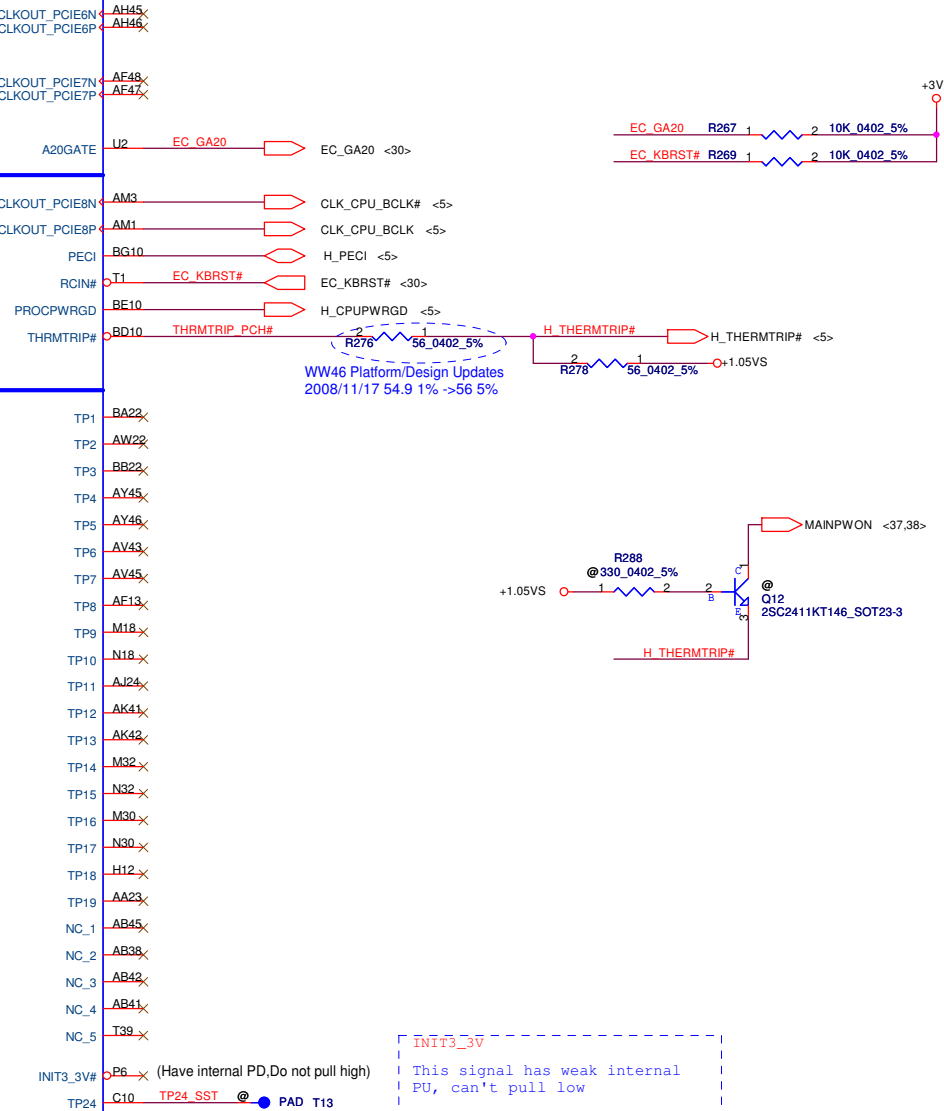 CLKOUT_PCIE6N AH45
CLKOUT_PCIE6P AH46
CLKOUT_PCIE7N AF48
CLKOUT_PCIE7P AF47
+3V
EC_GA20 R267 1 2 10K_0402_5%
A20GATE U2 EC_GA20 EC_GA20 <30>
EC_KBRST# R269 1 2 10K_0402_5%
CLKOUT_PCIE8N AM3 CLK_CPU_BCLK# <5>
CLKOUT_PCIE8P AM1 CLK_CPU_BCLK <5>
PECI BG10 H_PECI <5>
RCIN# T1 EC_KBRST# EC_KBRST# <30>
PROCPWRGD BE10 H_CPUPWRGD <5>
THRMTRIP# BD10 THRMTRIP_PCH# 2 1 H_THERMTRIP# H_THERMTRIP# <5>
R276 56_0402_5%
2 1 +1.05VS
R278 56_0402_5%
WW46 Platform/Design Updates
2008/11/17 54.9 1% ->56 5%
TP1 BA22
TP2 AW22
TP3 BB22
TP4 AY45
TP5 AY46
MAINPWON <37,38>
TP6 AV43
R288
TP7 AV45
@330_0402_5%
C 1
+1.05VS 1 2 2 B
@
Q12
2SC2411KT146_SOT23-3
E 3
TP8 AF13
TP9 M18
H_THERMTRIP#
TP10 N18
TP11 AJ24
TP12 AK41
TP13 AK42
TP14 M32
TP15 N32
TP16 M30
TP17 N30
TP18 H12
TP19 AA23
NC_1 AB45
NC_2 AB38
NC_3 AB42
NC_4 AB41
NC_5 T39
INIT3_3V
This signal has weak internal
PU, can't pull low
INIT3_3V# P6 (Have internal PD,Do not pull high)
TP24 C10 TP24_SST @ PAD T13